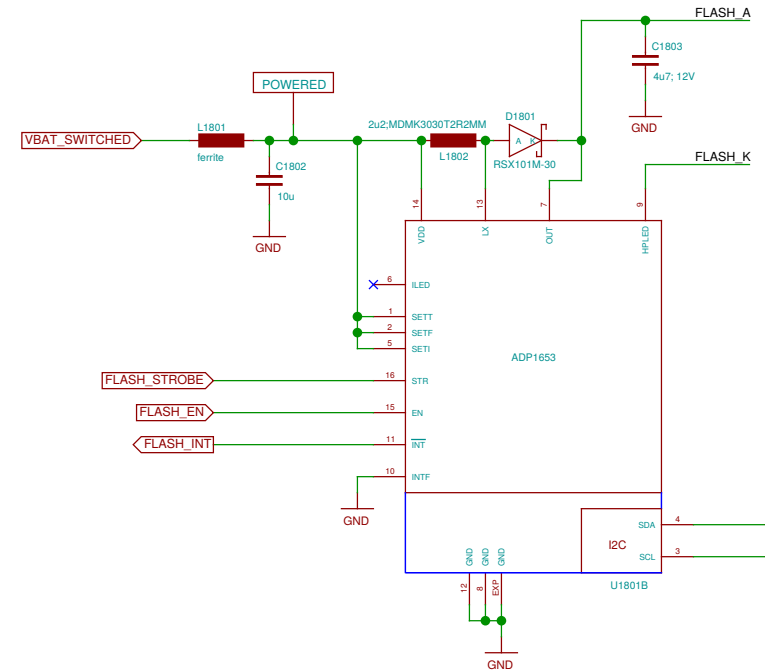 FLASH_A
C1803
4u7; 12V
GND
POWERED
VBAT_SWITCHED
L1801
ferrite
C1802
10u
GND
2u2;MDMK3030T2R2MM
L1802
D1801
A K
RSX101M-30
FLASH_K
14
13
7
9
VDD
LX
OUT
HPLED
6
ILED
1
SETT
2
SETF
5
SETI
ADP1653
FLASH_STROBE
16
STR
FLASH_EN
15
EN
FLASH_INT
11
INT
10
INTF
GND
SDA
4
I2C
SCL
3
GND
GND
GND
12
8
EXP
U1801B
GND